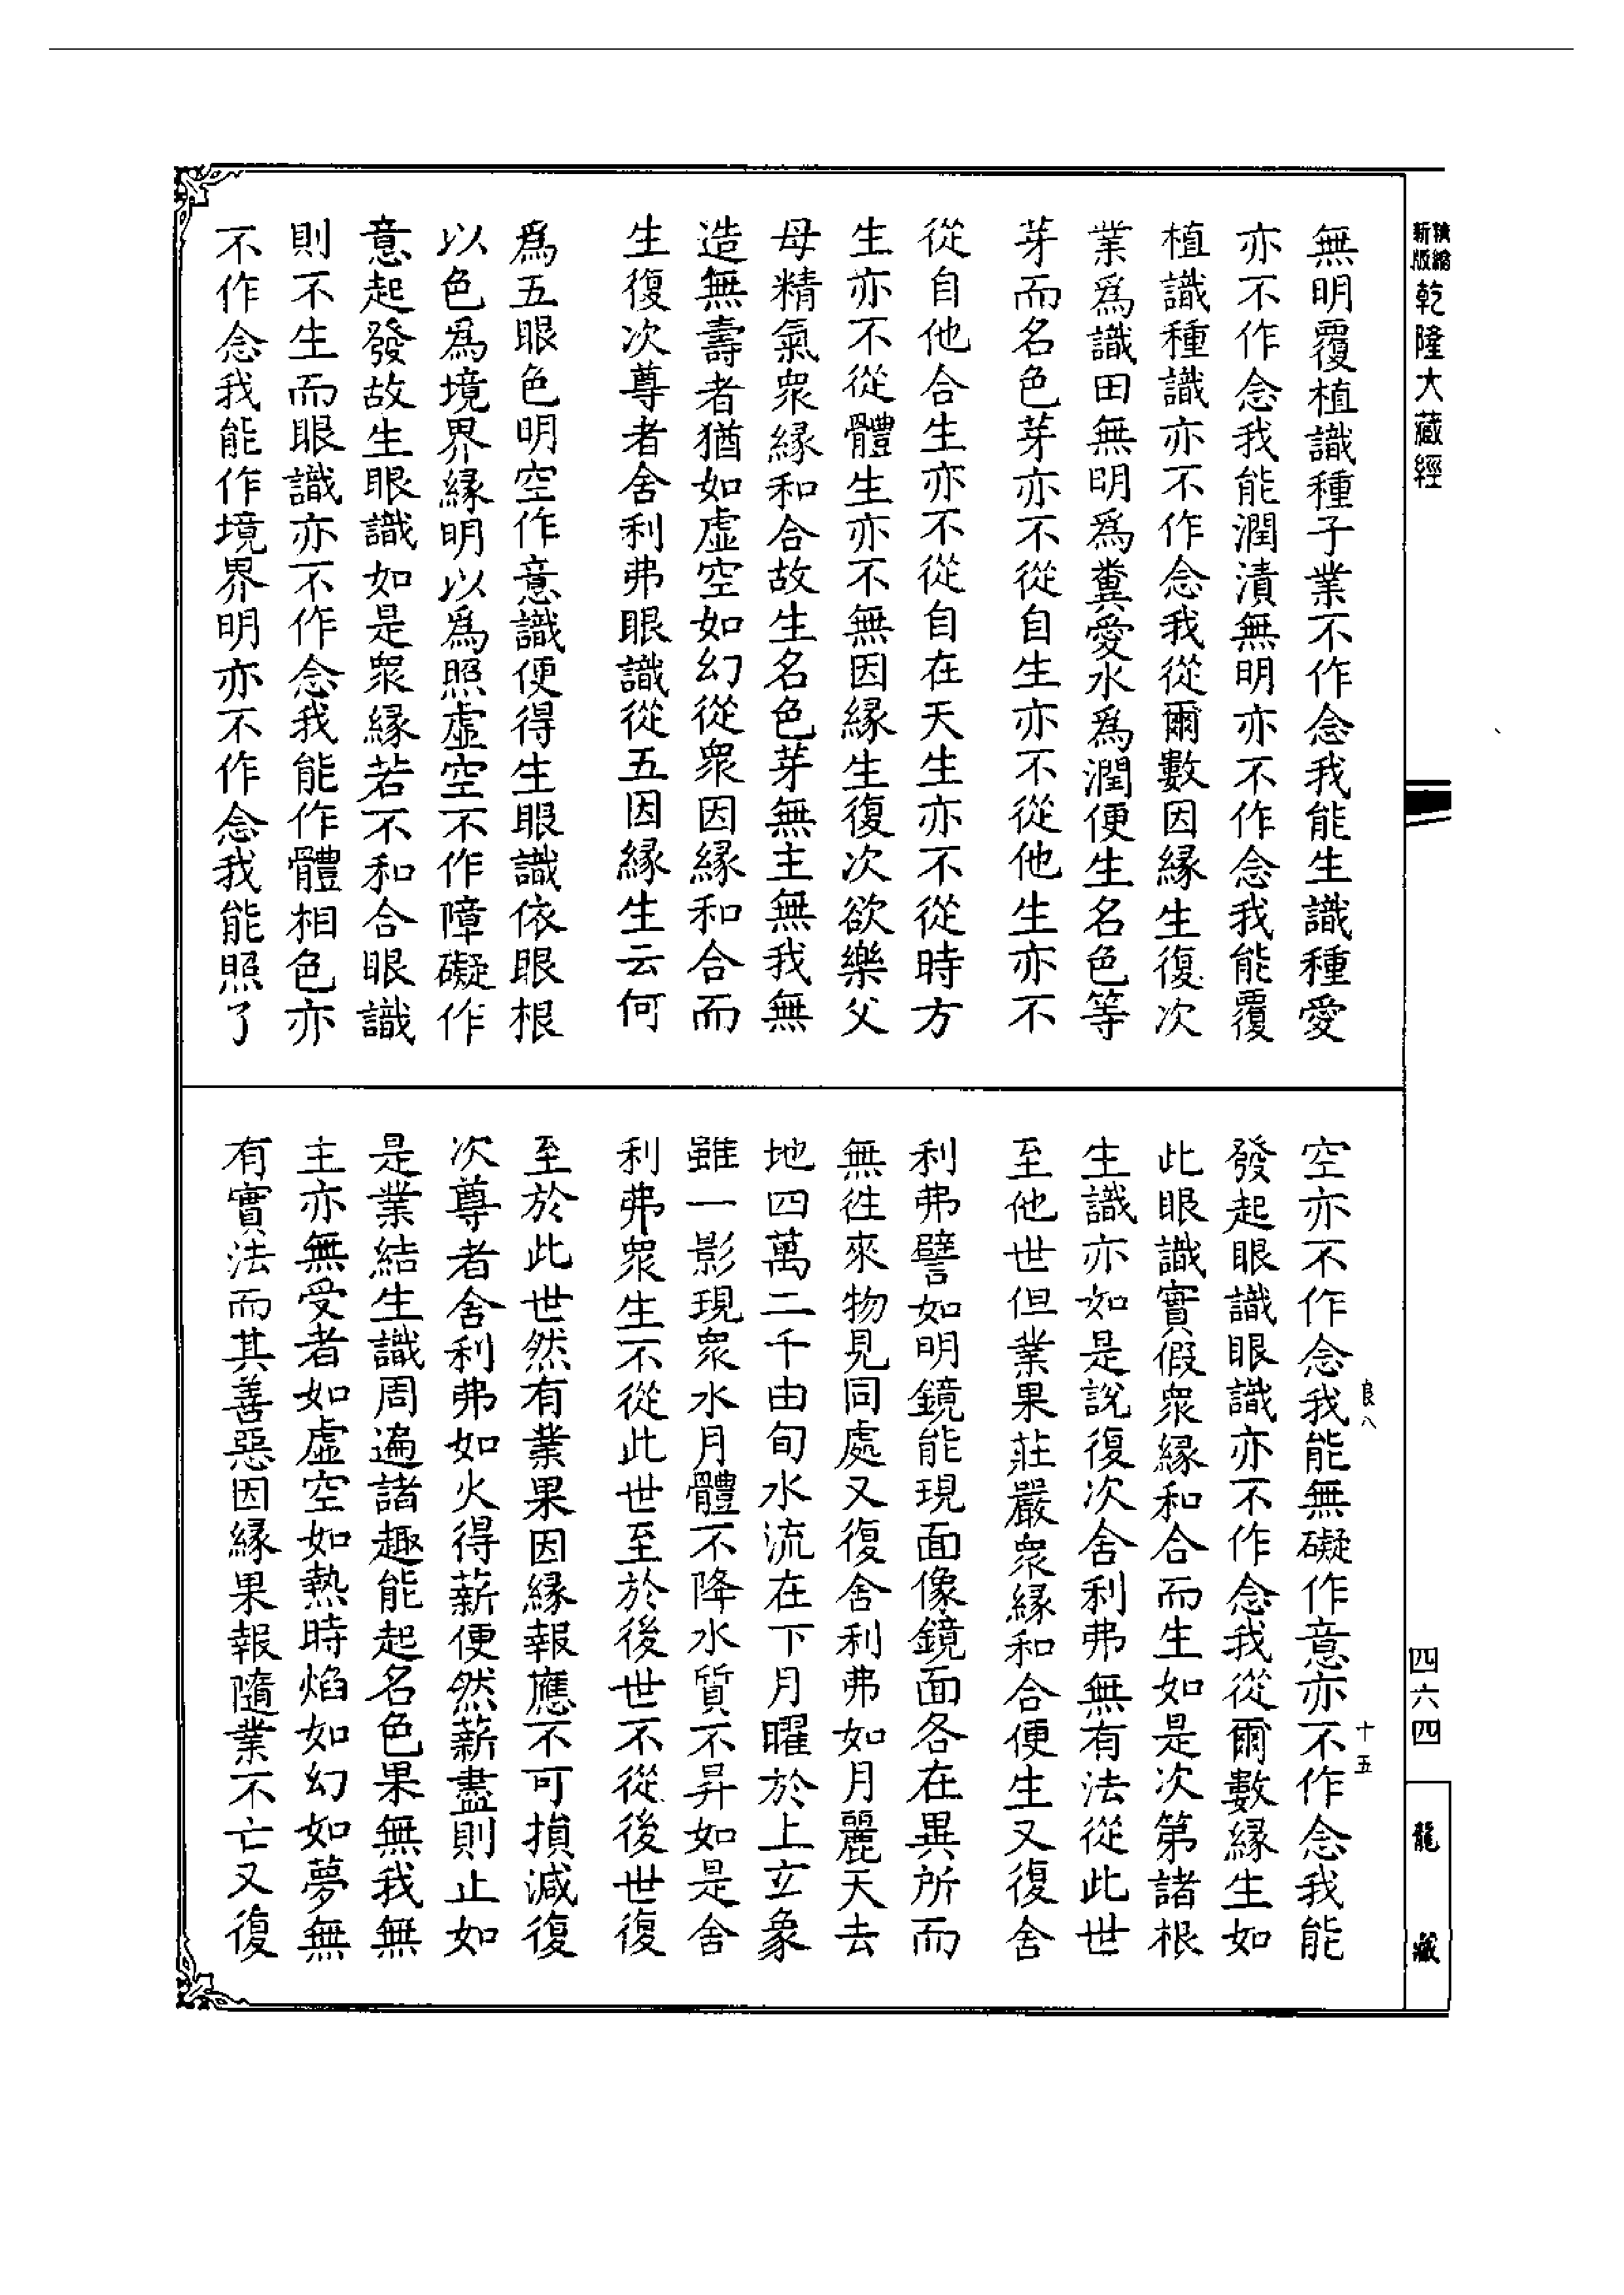 新版精縮乾隆大藏經
無明覆植識種子業不作念我能生識種愛
亦不作念我能潤漬無明亦不作念我能覆
植識種識亦不作念我從爾數因緣生復次
業爲識田無明爲糞愛水爲潤便生名色等
芽而名色芽亦不從自生亦不從他生亦不
從自他合生亦不從自在天生亦不從時方
生亦不從體生亦不無因緣生復次欲樂父
母精氣衆緣和合故生名色芽無主無我無
造無壽者猶如虛空如幻從衆因緣和合而
生復次尊者舍利弗眼識從五因緣生云何
爲五眼色明空作意識便得生眼識依眼根
以色爲境界緣明以爲照虛空不作障礙作
意起發故生眼識如是衆緣若不和合眼識
則不生而眼識亦不作念我能作體相色亦
不作念我能作境界明亦不作念我能照了
空亦不作念我能無礙作意亦不作念我能
發起眼識眼識亦不作念我從爾數緣生如
此眼識實假衆緣和合而生如是次第諸根
生識亦如是說復次舍利弗無有法從此世
至他世但業果莊嚴衆緣和合便生又復舍
利弗譬如明鏡能現面像鏡面各在異所而
無徃來物見同處又復舍利弗如月麗天去
地四萬二千由旬水流在下月曜於上玄象
雖一影現衆水月體不降水質不昇如是舍
利弗衆生不從此世至於後世不從後世復
至於此世然有業果因緣報應不可損減復
次尊者舍利弗如火得薪便然薪盡則止如
是業結生識周遍諸趣能起名色果無我無
主亦無受者如虛空如熱時焰如幻如夢無
有實法而其善惡因緣果報隨業不亡又復
良八
十五
四六四
龍藏